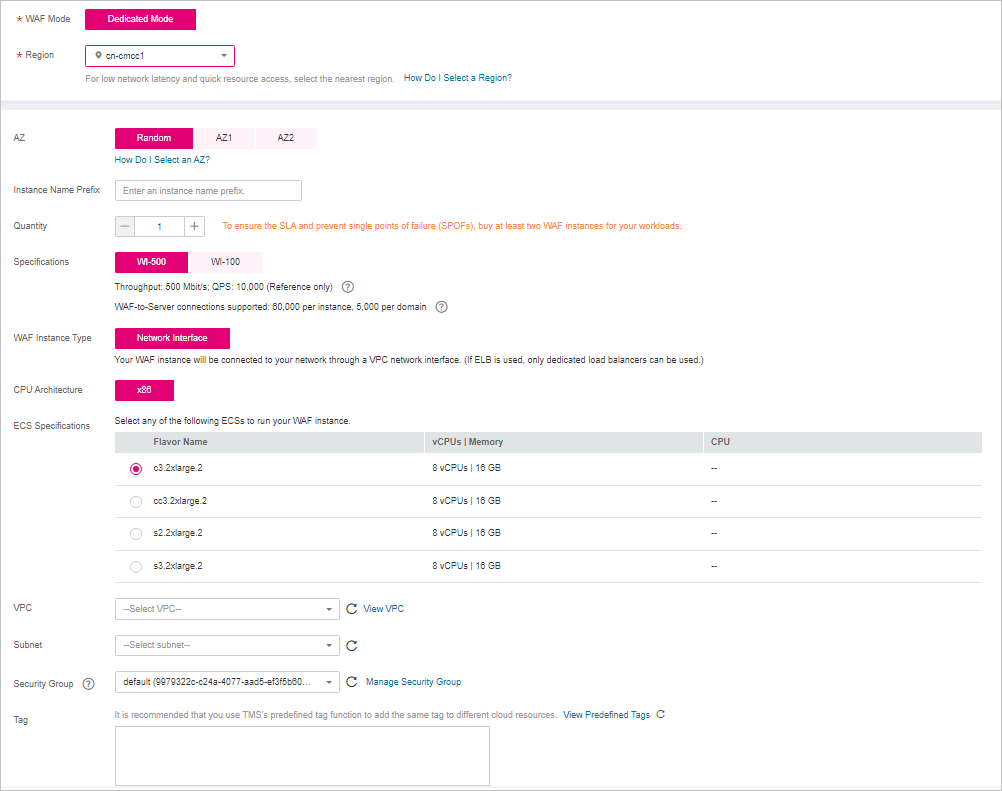 * WAF Mode Dedicated Mode
* Region cn-cmcc1
For low network latency and quick resource access, select the nearest region. How Do I Select a Region?
AZ Random AZ1 AZ2
How Do I Select an AZ?
Instance Name Prefix Enter an instance name prefix.
Quantity — 1 + To ensure the SLA and prevent single points of failure (SPOFs), buy at least two WAF instances for your workloads.
Specifications WI-500 WI-100
Throughput: 500 Mbit/s; QPS: 10,000 (Reference only) ?
WAF-to-Server connections supported: 60,000 per instance, 5,000 per domain ?
WAF Instance Type Network Interface
Your WAF instance will be connected to your network through a VPC network interface. (If ELB is used, only dedicated load balancers can be used.)
CPU Architecture x86
ECS Specifications Select any of the following ECSs to run your WAF instance.
Flavor Name vCPUs | Memory CPU
c3.2xlarge.2 8 vCPUs | 16 GB --
cc3.2xlarge.2 8 vCPUs | 16 GB --
s2.2xlarge.2 8 vCPUs | 16 GB --
s3.2xlarge.2 8 vCPUs | 16 GB --
VPC --Select VPC-- View VPC
Subnet --Select subnet--
Security Group ? default (9979322c-c24a-4077-aad5-ef3f5b60... Manage Security Group
Tag It is recommended that you use TMS's predefined tag function to add the same tag to different cloud resources. View Predefined Tags